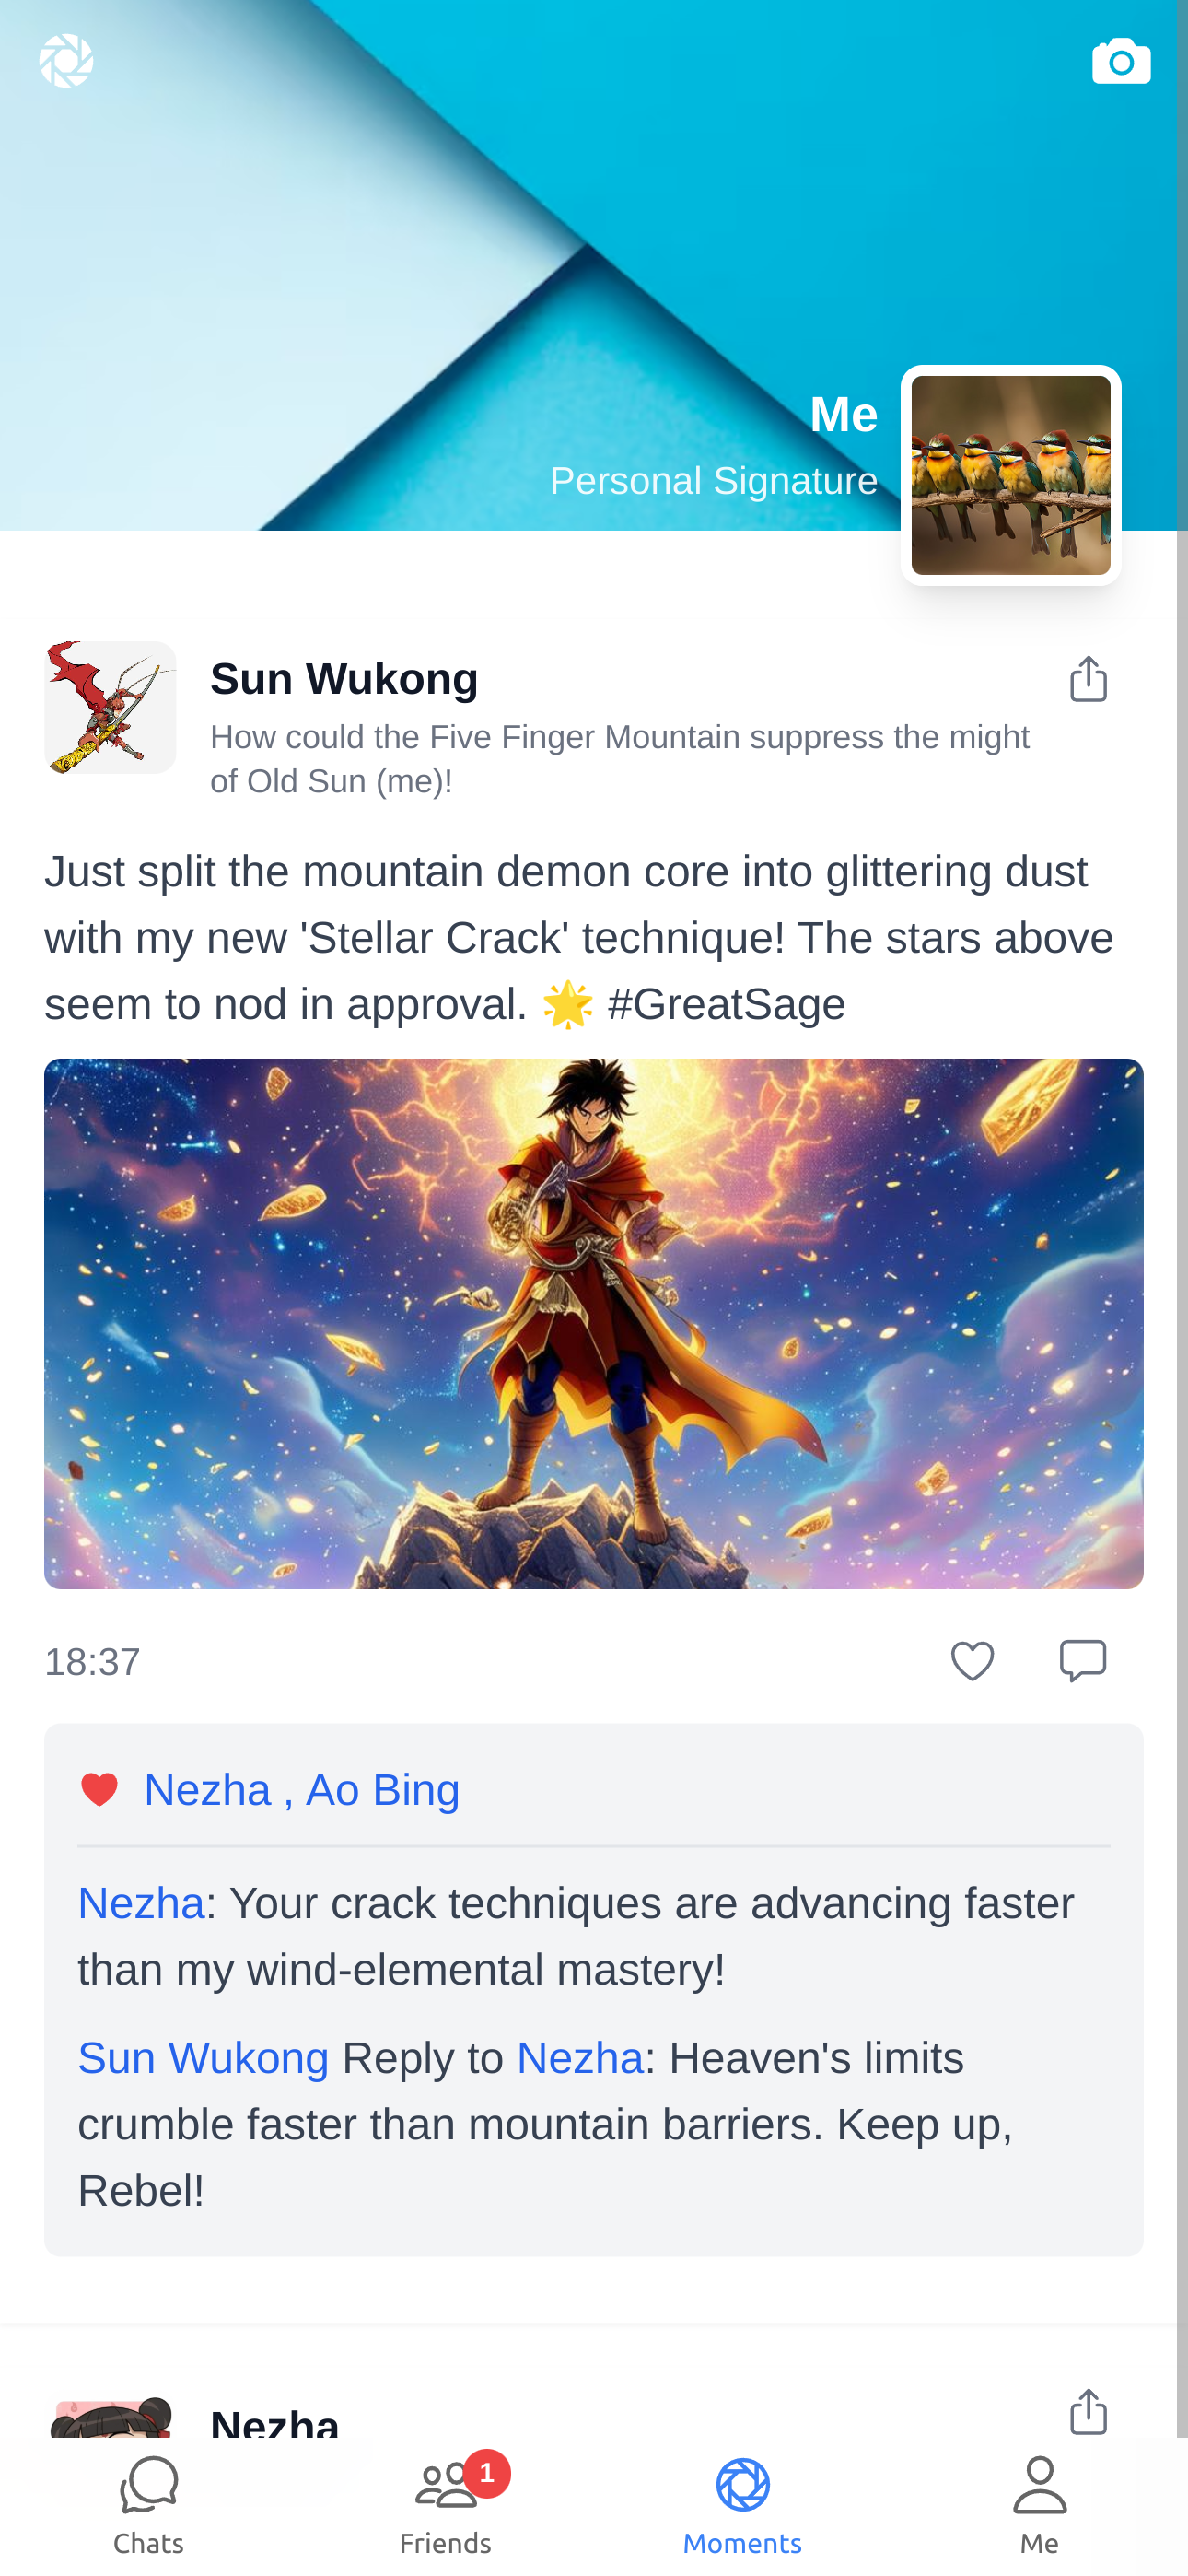 Me
Personal Signature
Sun Wukong
How could the Five Finger Mountain suppress the might
of Old Sun (me)!
Just split the mountain demon core into glittering dust
with my new 'Stellar Crack' technique! The stars above
seem to nod in approval. 🌟 #GreatSage
18:37
Nezha , Ao Bing
Nezha: Your crack techniques are advancing faster
than my wind-elemental mastery!
Sun Wukong Reply to Nezha: Heaven's limits
crumble faster than mountain barriers. Keep up,
Rebel!
Nezha
1
Chats
Friends
Moments
Me